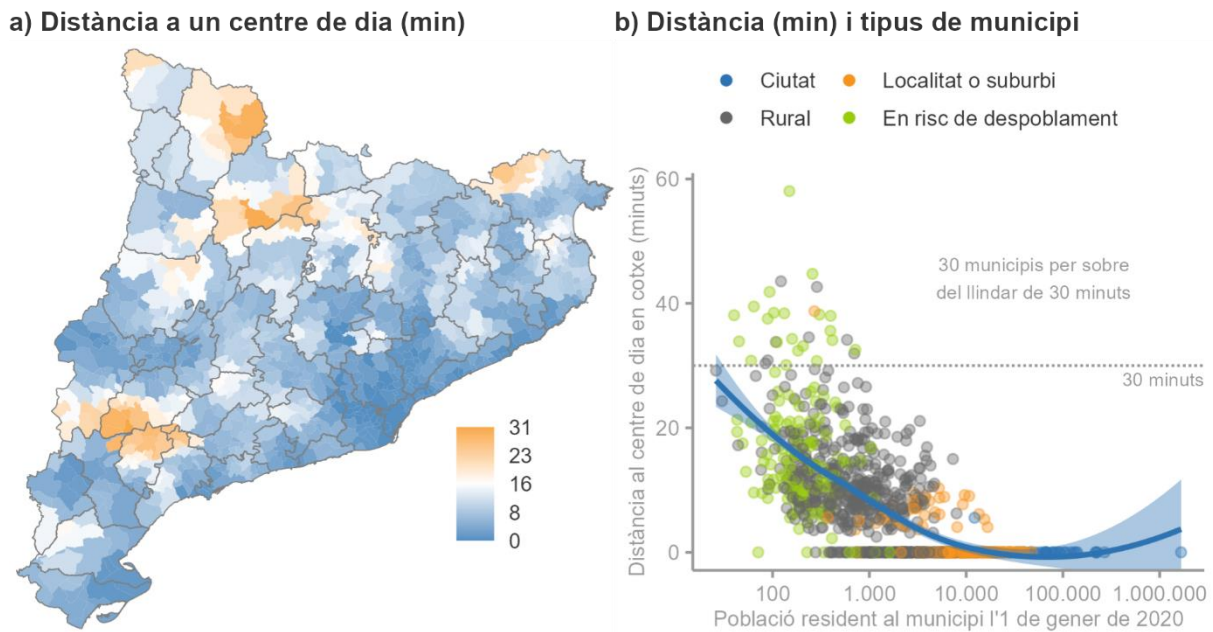 a) Distància a un centre de dia (min)
31
23
16
8
0
b) Distància (min) i tipus de municipi
Ciutat
Localitat o suburbi
Rural
En risc de despoblament
Distància al centre de dia en cotxe (minuts)
60
40
20
0
30 municipis per sobre
del llindar de 30 minuts
30 minuts
100
1.000
10.000
100.000
1.000.000
Població resident al municipi l'1 de gener de 2020